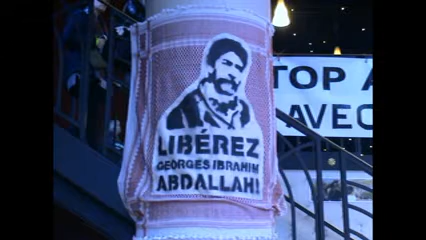 LIBÉREZ
GEORGES IBRAHIM
ABDALLAH!
TOP A
AVEC